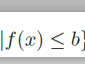 |f(x) ≤ b}